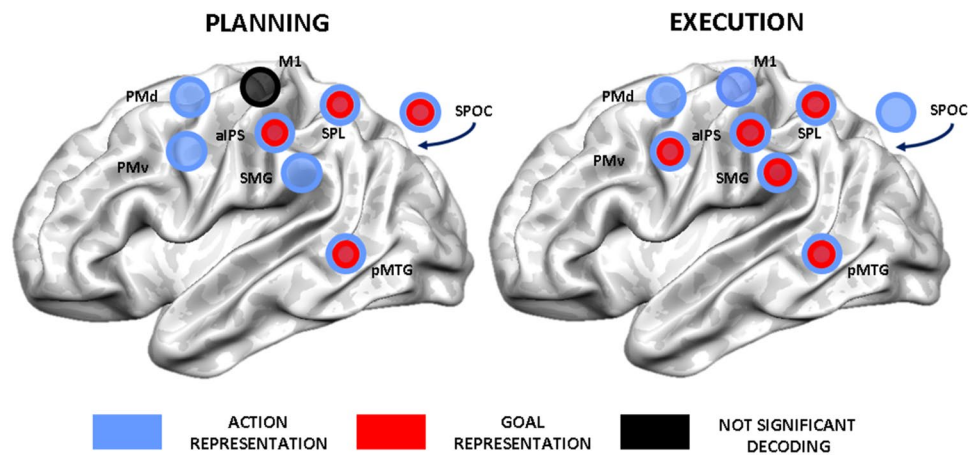 PLANNING
M1
PMd
SPOC
aIPS
SPL
PMv
SMG
pMTG
EXECUTION
M1
PMd
SPOC
aIPS
SPL
PMv
SMG
pMTG
ACTION
REPRESENTATION
GOAL
REPRESENTATION
NOT SIGNIFICANT
DECODING